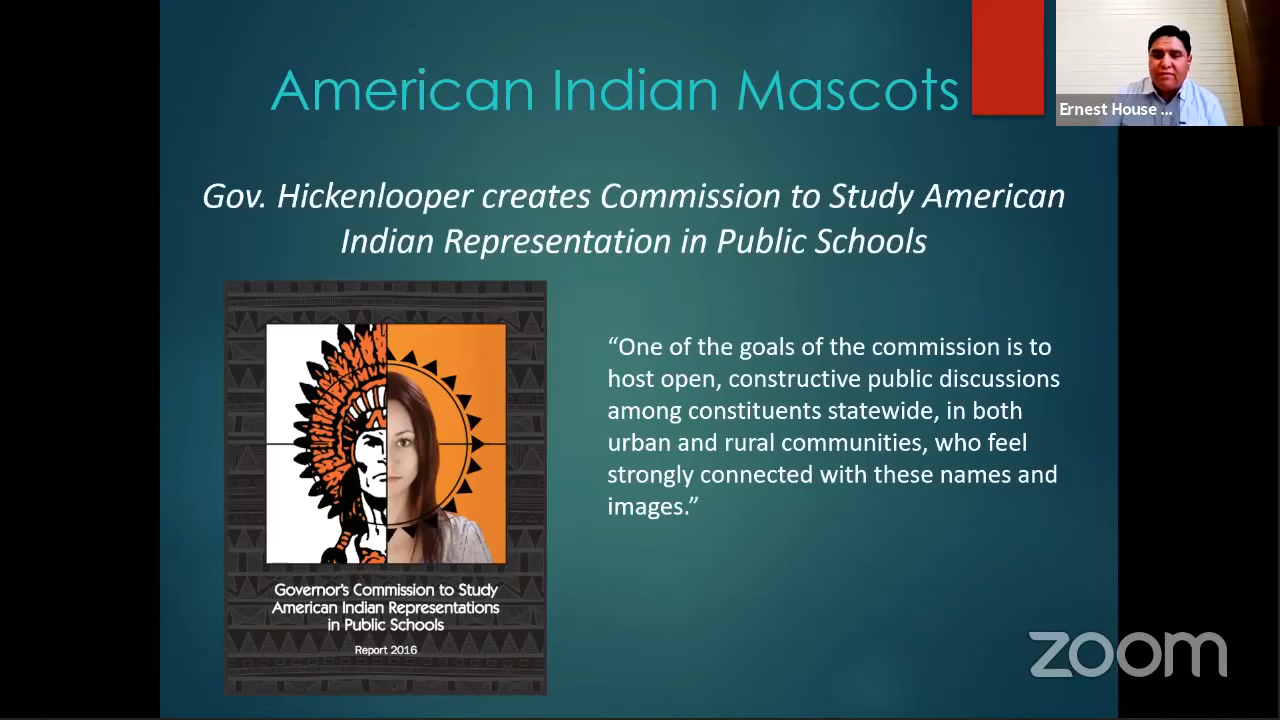 American Indian Mascots
Ernest House ...
Gov. Hickenlooper creates Commission to Study American
Indian Representation in Public Schools
“One of the goals of the commission is to
host open, constructive public discussions
among constituents statewide, in both
urban and rural communities, who feel
strongly connected with these names and
images.”
Governor's Commission to Study
American Indian Representations
in Public Schools
Report 2016
zoom